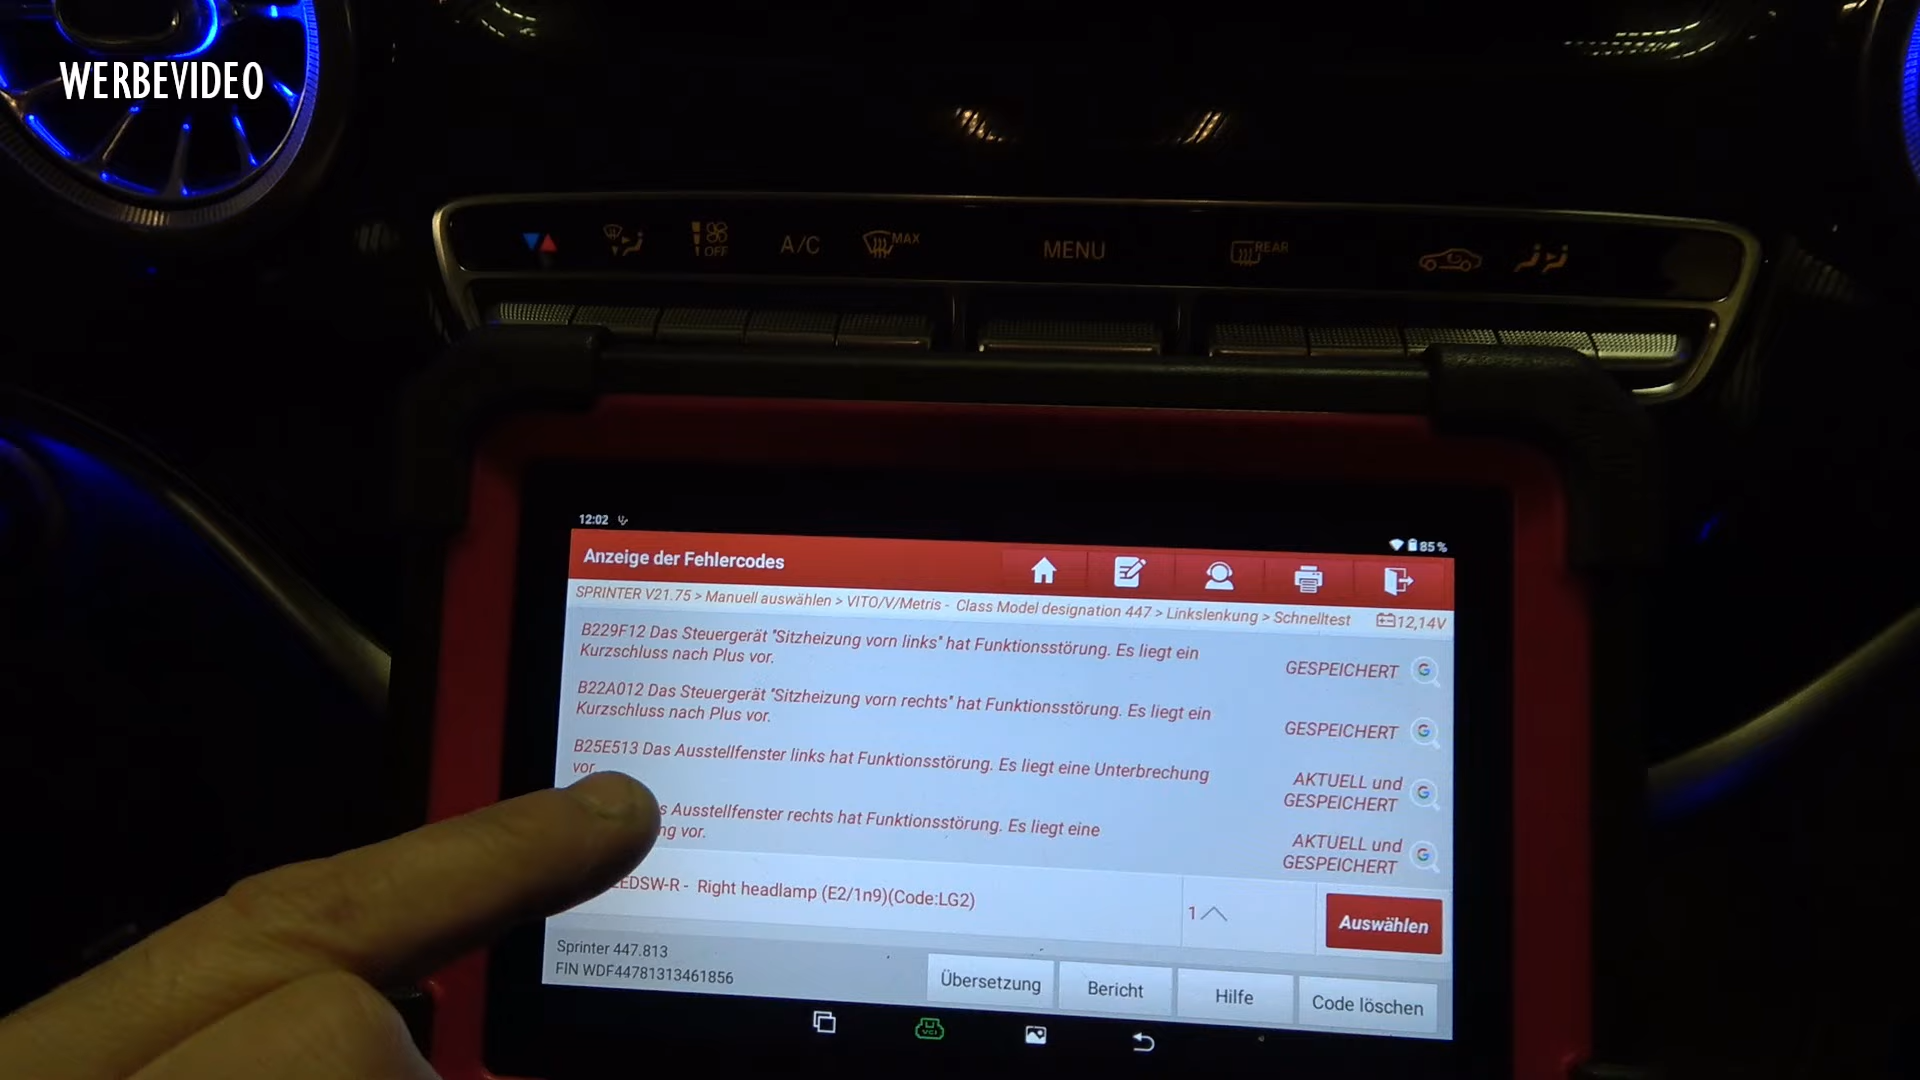 WERBEVIDEO
OFF
A/C
MAX
MENU
REAR
12:02
85%
Anzeige der Fehlercodes
SPRINTER V21.75 > Manuell auswählen > VITO/V/Metris - Class Model designation 447 > Linkslenkung > Schnelltest
12,14V
B229F12 Das Steuergerät "Sitzheizung vorn links" hat Funktionsstörung. Es liegt ein
Kurzschluss nach Plus vor.
GESPEICHERT
B22A012 Das Steuergerät "Sitzheizung vorn rechts" hat Funktionsstörung. Es liegt ein
Kurzschluss nach Plus vor.
GESPEICHERT
B25E513 Das Ausstellfenster links hat Funktionsstörung. Es liegt eine Unterbrechung
vor.
AKTUELL und
GESPEICHERT
Ausstellfenster rechts hat Funktionsstörung. Es liegt eine
vor.
AKTUELL und
GESPEICHERT
EDSW-R - Right headlamp (E2/1n9)(Code:LG2)
1
Auswählen
Sprinter 447.813
FIN WDF44781313461856
Übersetzung
Bericht
Hilfe
Code löschen
VCI